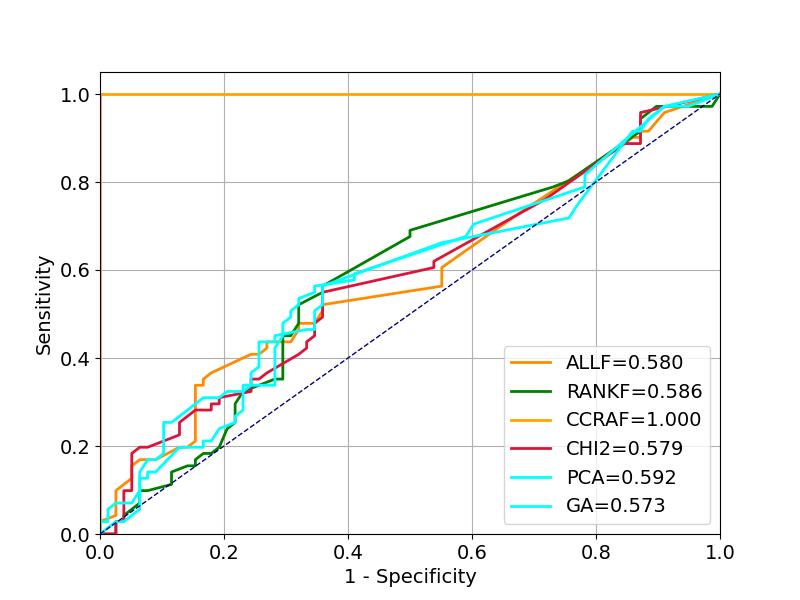 1.0
0.8
0.6
0.4
0.2
0.0
Sensitivity
ALLF=0.580
RANKF=0.586
CCRAF=1.000
CHI2=0.579
PCA=0.592
GA=0.573
0.0 0.2 0.4 0.6 0.8 1.0
1 - Specificity